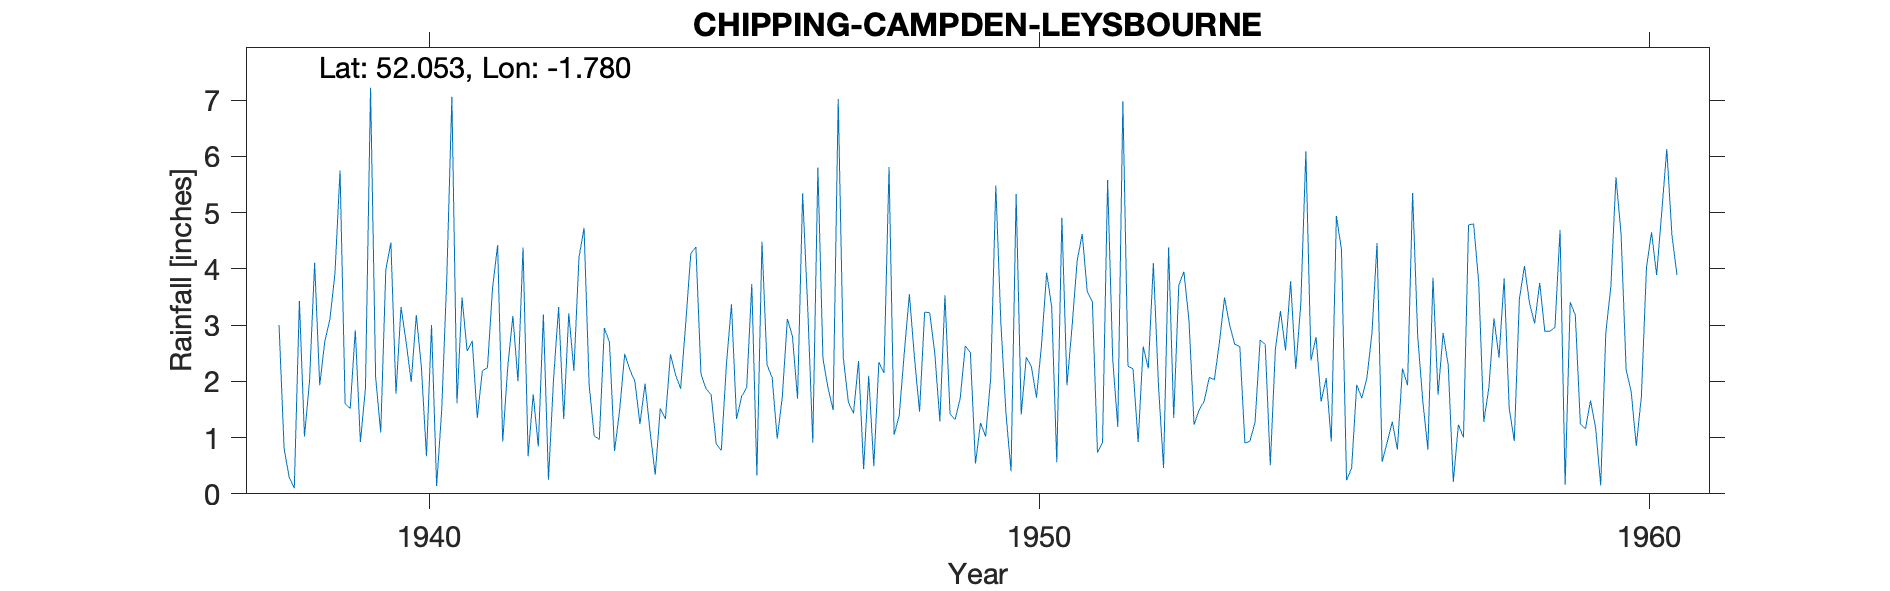 CHIPPING-CAMPDEN-LEYSBOURNE
Lat: 52.053, Lon: -1.780
Rainfall [inches]
7
6
5
4
3
2
1
0
1940 1950 1960
Year